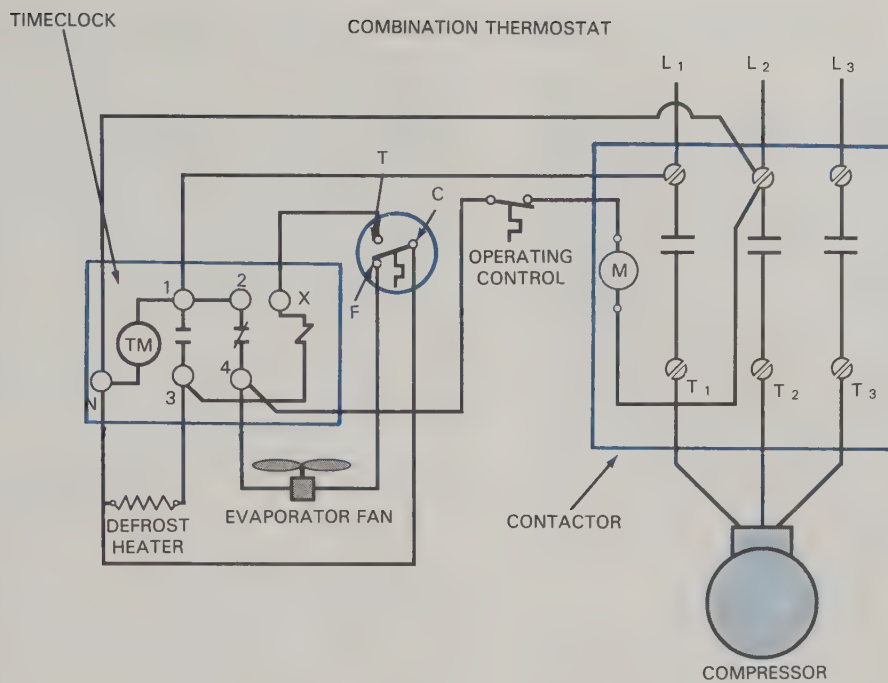 TIMECLOCK
COMBINATION THERMOSTAT
L1
L2
L3
T
C
OPERATING
CONTROL
M
1
2
X
F
TM
N
3
4
T1
T2
T3
DEFROST
HEATER
EVAPORATOR FAN
CONTACTOR
COMPRESSOR